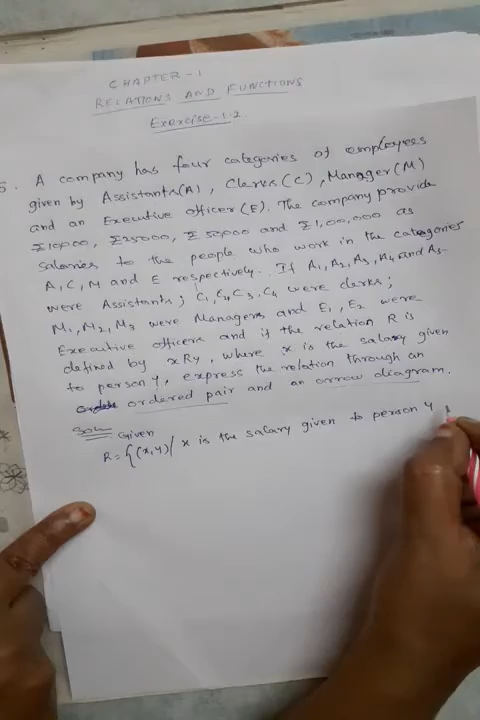 CHAPTER-1
RELATIONS AND FUNCTIONS
Exercise-1.2.
5. A company has four categories of employees
given by Assistants(A), Clerks(C), Manager(M)
and an Executive officer(E). The company provide
₹10,000, ₹25000, ₹50,000 and ₹1,00,000 as
salaries to the people who work in the categories
A, C, M and E respectively. If A1, A2, A3, A4 and A5
were Assistants; C1, C2, C3, C4 were clerks;
M1, M2, M3 were Managers and E1, E2 were
Executive officers and if the relation R is
defined by xRy, where x is the salary given
to person y, express the relation through an
ordered pair and an arrow diagram.
Soln Given
R = {(x,y)/ x is the salary given to person y